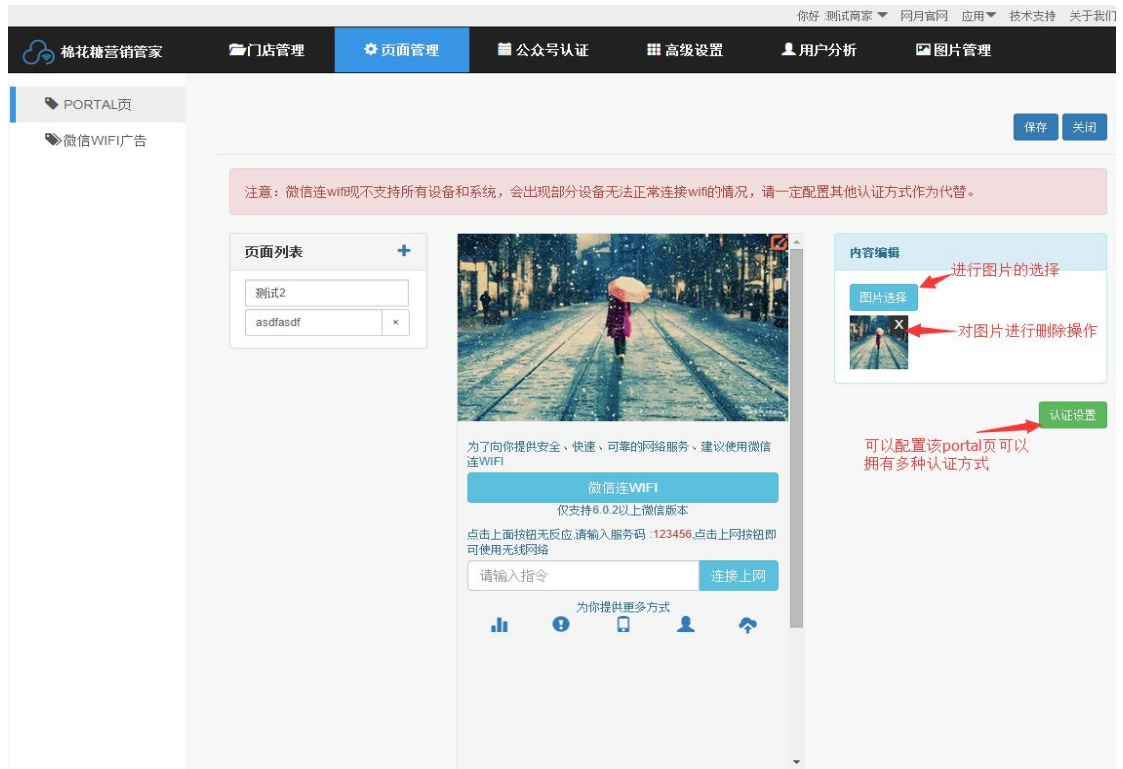 你好 :测试商家 网月官网 应用 技术支持 关于我们
棉花糖营销管家 门店管理 页面管理 公众号认证 高级设置 用户分析 图片管理
PORTAL页
微信WIFI广告
保存 关闭
注意：微信连wifi现不支持所有设备和系统，会出现部分设备无法正常连接wifi的情况，请一定配置其他认证方式作为代替。
页面列表
测试2
asdfasdf ×
为了向你提供安全、快速、可靠的网络服务、建议使用微信
连WIFI
微信连WIFI
仅支持6.0.2以上微信版本
点击上面按钮无反应,请输入服务码 :123456,点击上网按钮即
可使用无线网络
请输入指令 连接上网
为你提供更多方式
内容编辑
进行图片的选择
图片选择
X
对图片进行删除操作
认证设置
可以配置该portal页可以
拥有多种认证方式